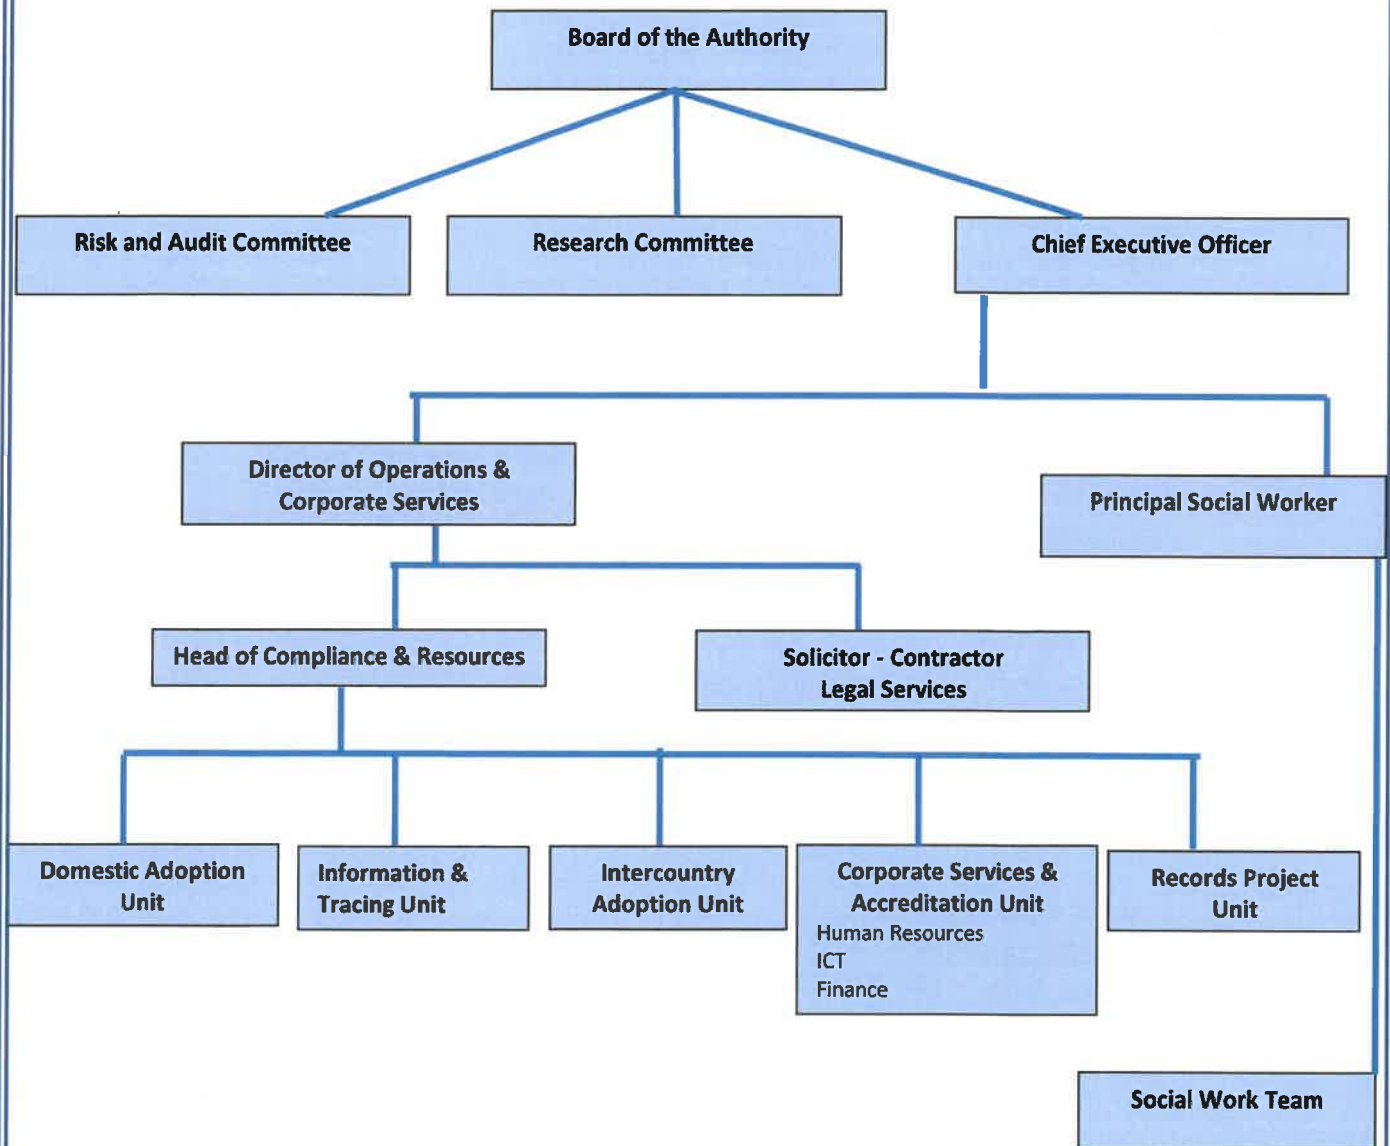 Board of the Authority
Risk and Audit Committee
Research Committee
Chief Executive Officer
Director of Operations &
Corporate Services
Principal Social Worker
Head of Compliance & Resources
Solicitor - Contractor
Legal Services
Domestic Adoption
Unit
Information &
Tracing Unit
Intercountry
Adoption Unit
Corporate Services &
Accreditation Unit
Human Resources
ICT
Finance
Records Project
Unit
Social Work Team